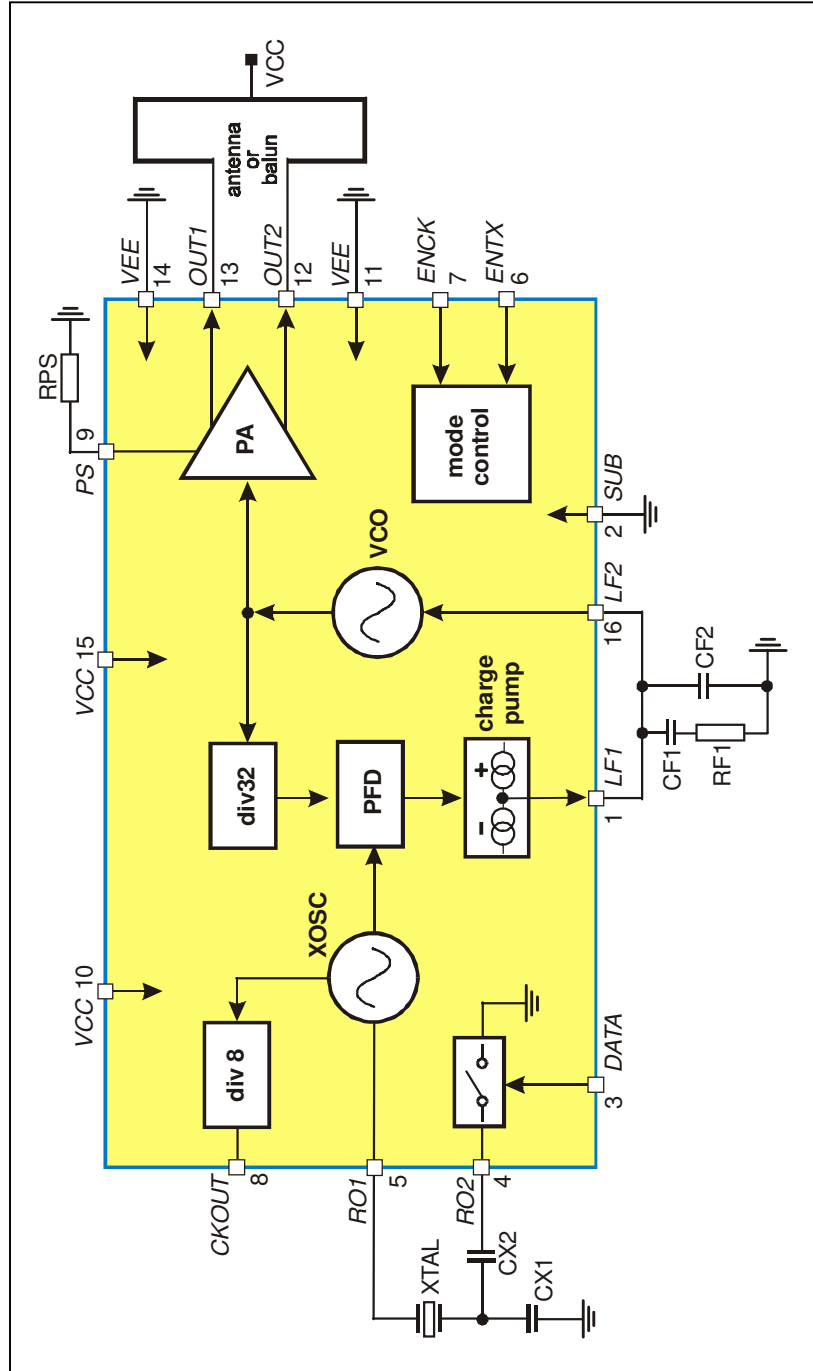 VCC
antenna
or
balun
RPS
PS
9
VEE
14
OUT1
13
OUT2
12
VEE
11
ENCK
7
ENTX
6
PA
mode
control
SUB
2
VCO
LF2
16
VCC 15
div32
PFD
charge
pump
- +
LF1
1
CF1
CF2
RF1
XOSC
VCC 10
div 8
CKOUT
8
RO1
5
RO2
4
DATA
3
XTAL
CX2
CX1